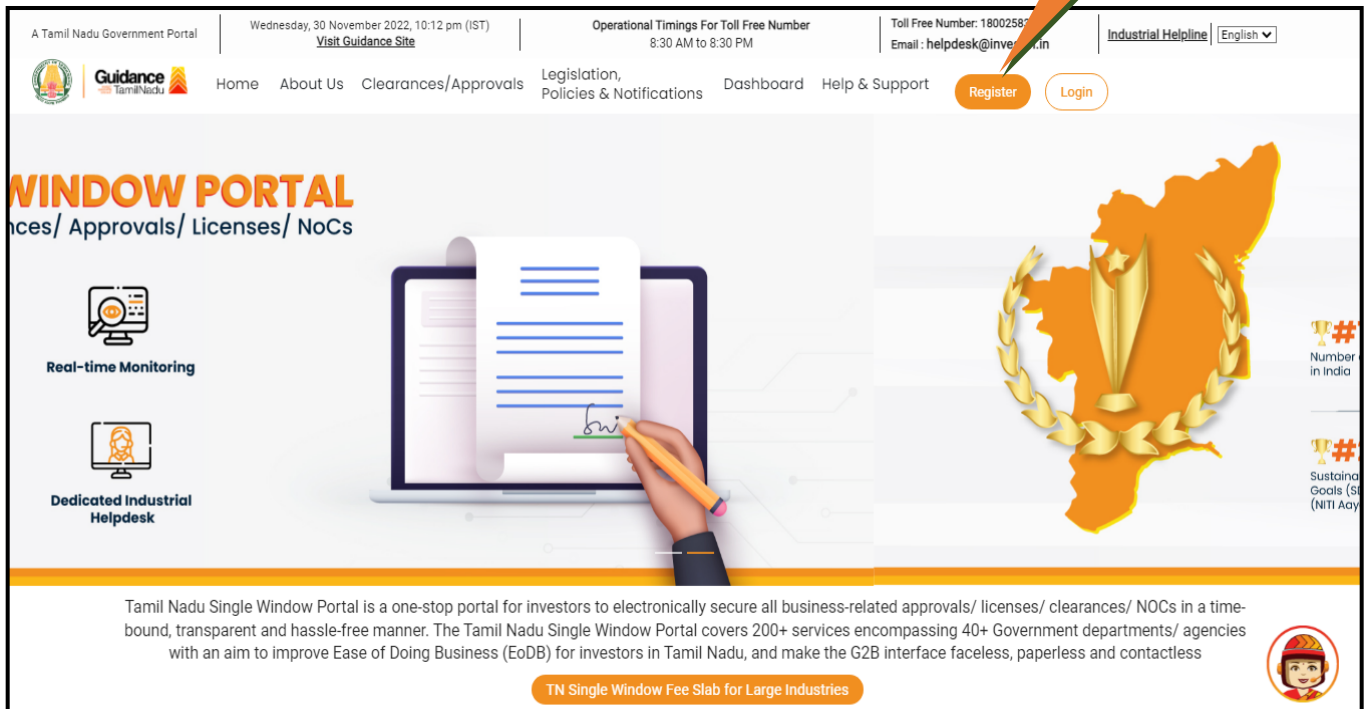 A Tamil Nadu Government Portal
Wednesday, 30 November 2022, 10:12 pm (IST)
Visit Guidance Site
Operational Timings For Toll Free Number
8:30 AM to 8:30 PM
Toll Free Number:
Email :
Industrial Helpline
English
Guidance
TamilNadu
Home
About Us
Clearances/Approvals
Legislation,
Policies & Notifications
Dashboard
Help & Support
Register
Login
WINDOW PORTAL
Approvals/ Licenses/ NoCs
Real-time Monitoring
Dedicated Industrial
Helpdesk
Number
in India
Goals
(NITI
Tamil Nadu Single Window Portal is a one-stop portal for investors to electronically secure all business-related approvals/ licenses/ clearances/ NOCs in a time-
bound, transparent and hassle-free manner. The Tamil Nadu Single Window Portal covers 200+ services encompassing 40+ Government departments/ agencies
with an aim to improve Ease of Doing Business (EoDB) for investors in Tamil Nadu, and make the G2B interface faceless, paperless and contactless
TN Single Window Fee Slab for Large Industries